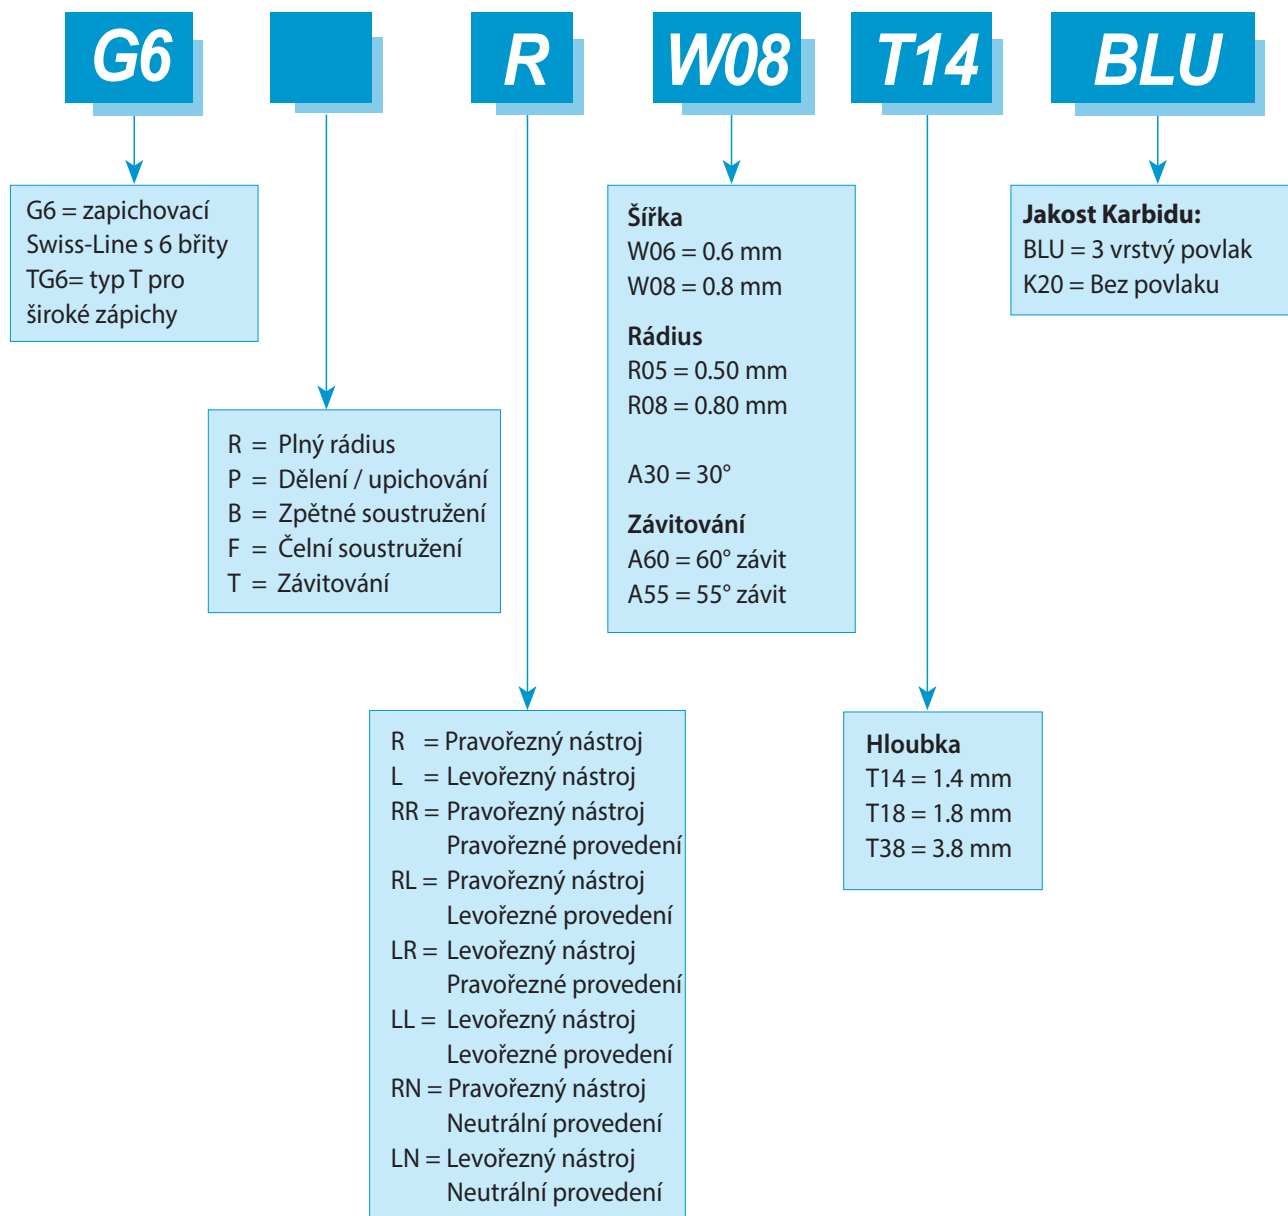 G6 R W08 T14 BLU
G6 = zapichovací
Swiss-Line s 6 břity
TG6= typ T pro
široké zápichy
R = Plný rádius
P = Dělení / upichování
B = Zpětné soustružení
F = Čelní soustružení
T = Závitování
R = Pravořezný nástroj
L = Levořezný nástroj
RR = Pravořezný nástroj
Pravořezné provedení
RL = Pravořezný nástroj
Levořezné provedení
LR = Levořezný nástroj
Pravořezné provedení
LL = Levořezný nástroj
Levořezné provedení
RN = Pravořezný nástroj
Neutrální provedení
LN = Levořezný nástroj
Neutrální provedení
Šířka
W06 = 0.6 mm
W08 = 0.8 mm
Rádius
R05 = 0.50 mm
R08 = 0.80 mm
A30 = 30°
Závitování
A60 = 60° závit
A55 = 55° závit
Hloubka
T14 = 1.4 mm
T18 = 1.8 mm
T38 = 3.8 mm
Jakost Karbidu:
BLU = 3 vrstvý povlak
K20 = Bez povlaku